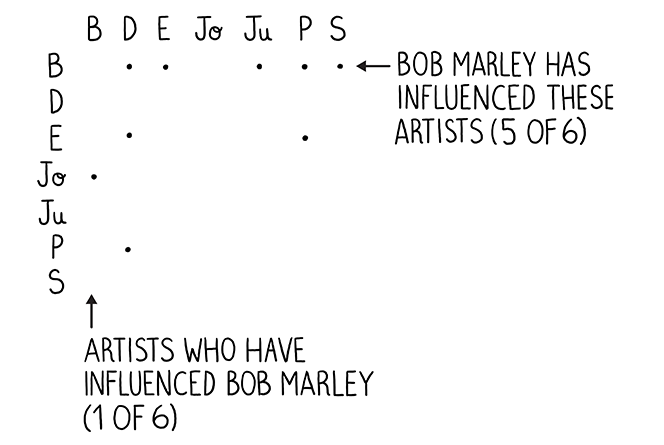 B D E Jo Ju P S
B
D
E
Jo
Ju
P
S
BOB MARLEY HAS
INFLUENCED THESE
ARTISTS (5 OF 6)
ARTISTS WHO HAVE
INFLUENCED BOB MARLEY
(1 OF 6)